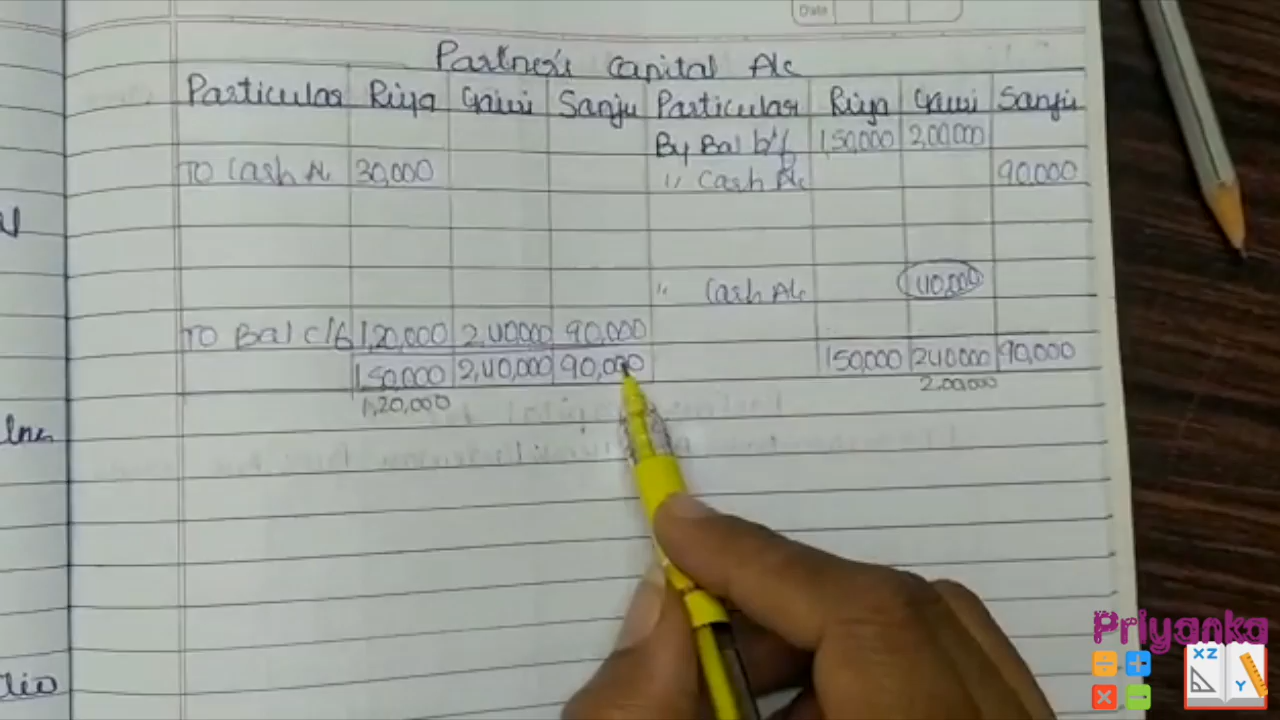 Date
Partner's Capital A/c
Particular Riya Gauri Sanju Particular Riya Gauri Sanju
By Bal b/f 1,50,000 2,00,000
To Cash A/c 30,000 " Cash A/c 90,000
" Cash A/c 40,000
To Bal c/f 1,20,000 2,40,000 90,000
1,50,000 2,40,000 90,000 1,50,000 2,40,000 90,000
1,20,000 2,00,000
Priyanka
XZ
Y